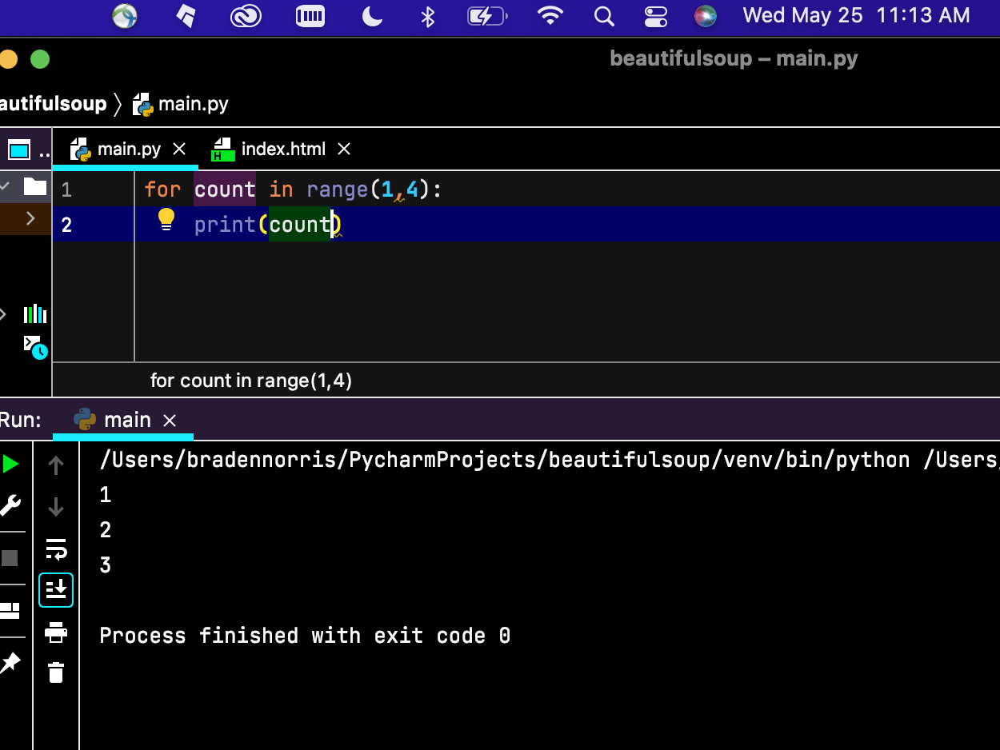 Wed May 25 11:13 AM
beautifulsoup – main.py
autifulsoup 〉 main.py
.. main.py × index.html ×
1 for count in range(1,4):
2 print(count)
for count in range(1,4)
Run: main ×
/Users/bradennorris/PycharmProjects/beautifulsoup/venv/bin/python /Users/
1
2
3
Process finished with exit code 0